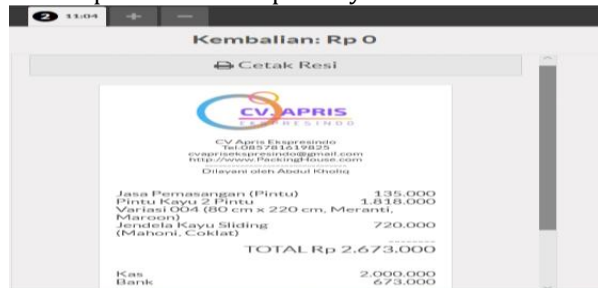 2 11:04 + −
Kembalian: Rp 0
Cetak Resi
CV. APRIS
EKSPRESINDO
CV Apris Ekspresindo
Tel:085781619825
cvaprisekspresindo@gmail.com
http://www.PackingHouse.com
Dilayani oleh Abdul Kholiq
Jasa Pemasangan (Pintu) 135.000
Pintu Kayu 2 Pintu 1.818.000
Variasi 004 (80 cm x 220 cm, Meranti,
Maroon)
Jendela Kayu Sliding 720.000
(Mahoni, Coklat)
--------
TOTAL Rp 2.673.000
Kas 2.000.000
Bank 673.000